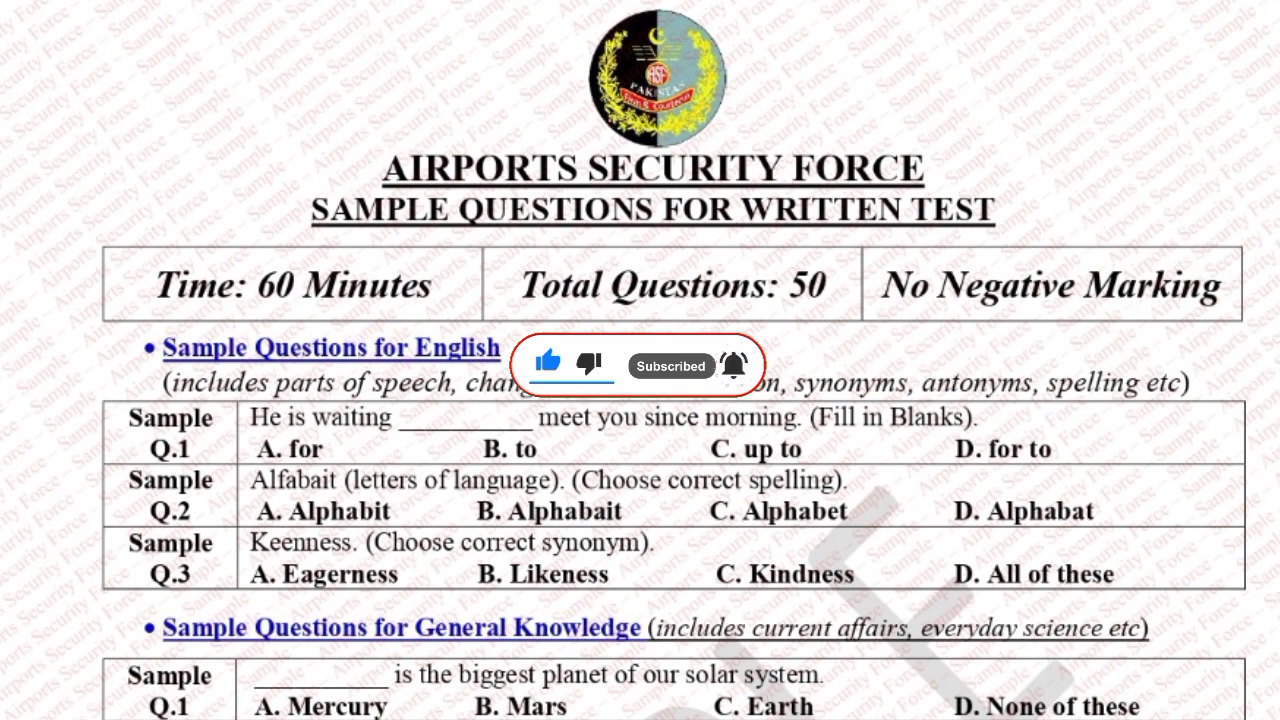 PAKISTAN
AIRPORTS SECURITY FORCE
SAMPLE QUESTIONS FOR WRITTEN TEST
Time: 60 Minutes Total Questions: 50 No Negative Marking
• Sample Questions for English
Subscribed
(includes parts of speech, chan on, synonyms, antonyms, spelling etc)
Sample He is waiting __________ meet you since morning. (Fill in Blanks).
Q.1 A. for B. to C. up to D. for to
Sample Alfabait (letters of language). (Choose correct spelling).
Q.2 A. Alphabit B. Alphabait C. Alphabet D. Alphabat
Sample Keenness. (Choose correct synonym).
Q.3 A. Eagerness B. Likeness C. Kindness D. All of these
• Sample Questions for General Knowledge (includes current affairs, everyday science etc)
Sample __________ is the biggest planet of our solar system.
Q.1 A. Mercury B. Mars C. Earth D. None of these